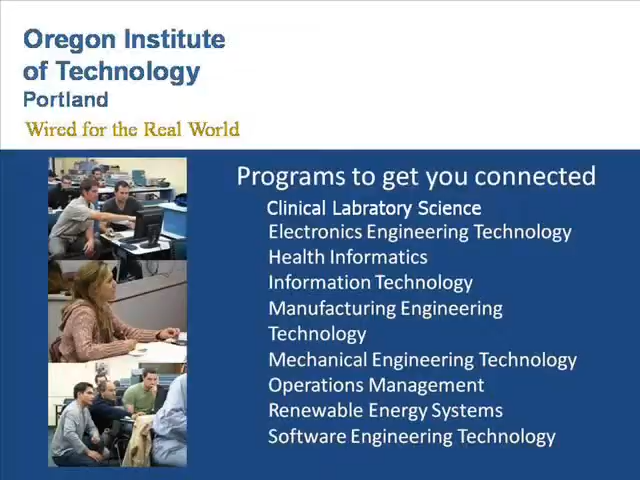 Oregon Institute
of Technology
Portland
Wired for the Real World
Programs to get you connected
Clinical Labratory Science
Electronics Engineering Technology
Health Informatics
Information Technology
Manufacturing Engineering
Technology
Mechanical Engineering Technology
Operations Management
Renewable Energy Systems
Software Engineering Technology